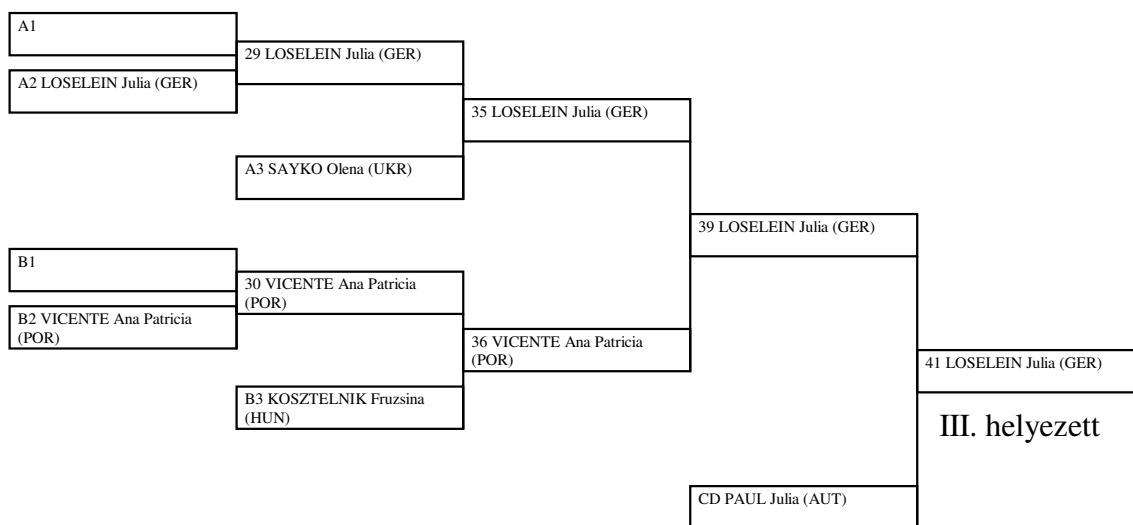 A1
29 LOSELEIN Julia (GER)
A2 LOSELEIN Julia (GER)
35 LOSELEIN Julia (GER)
A3 SAYKO Olena (UKR)
39 LOSELEIN Julia (GER)
B1
30 VICENTE Ana Patricia
(POR)
B2 VICENTE Ana Patricia
(POR)
36 VICENTE Ana Patricia
(POR)
41 LOSELEIN Julia (GER)
B3 KOSZTELNIK Fruzsina
(HUN)
III. helyezett
CD PAUL Julia (AUT)